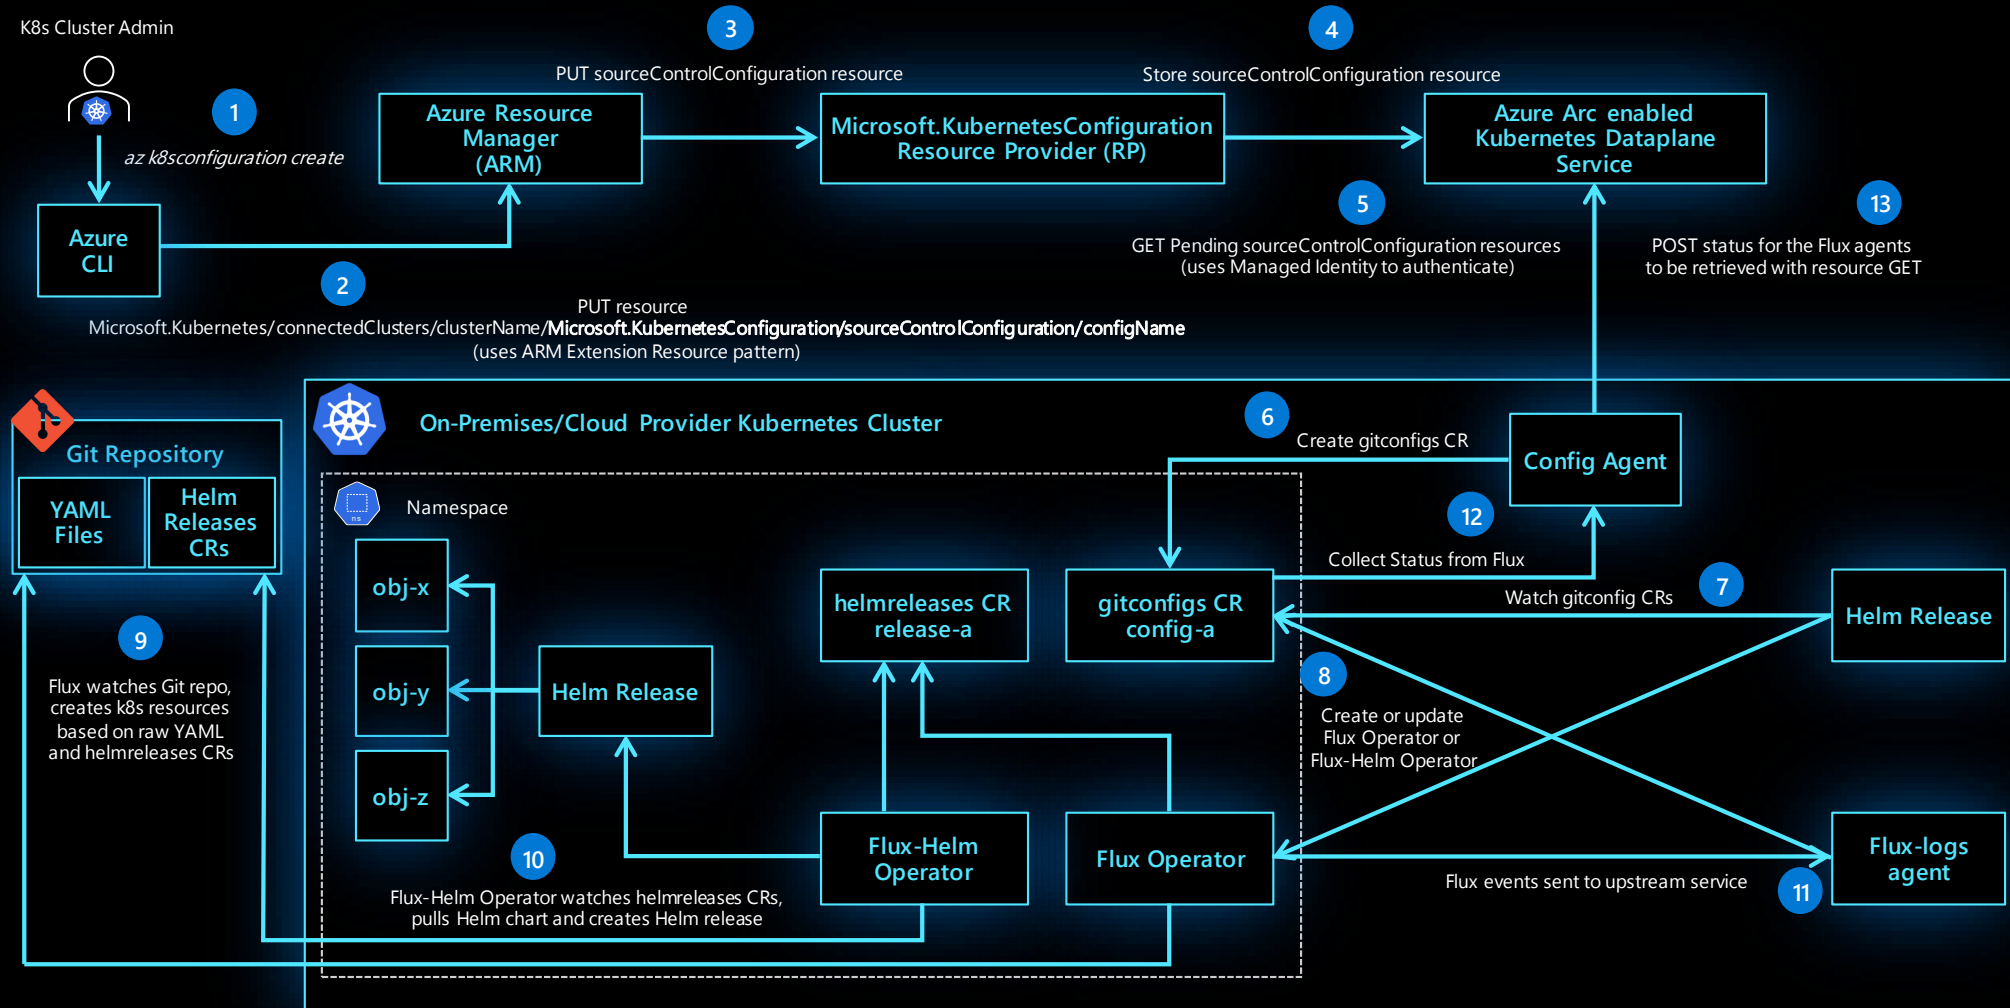 K8s Cluster Admin
1
az k8sconfiguration create
Azure
CLI
2
PUT resource
Microsoft.Kubernetes/connectedClusters/clusterName/Microsoft.KubernetesConfiguration/sourceControlConfiguration/configName
(uses ARM Extension Resource pattern)
3
PUT sourceControlConfiguration resource
Azure Resource
Manager
(ARM)
Microsoft.KubernetesConfiguration
Resource Provider (RP)
4
Store sourceControlConfiguration resource
Azure Arc enabled
Kubernetes Dataplane
Service
5
GET Pending sourceControlConfiguration resources
(uses Managed Identity to authenticate)
13
POST status for the Flux agents
to be retrieved with resource GET
Git Repository
YAML
Files
Helm
Releases
CRs
9
Flux watches Git repo,
creates k8s resources
based on raw YAML
and helmreleases CRs
On-Premises/Cloud Provider Kubernetes Cluster
6
Create gitconfigs CR
Config Agent
12
Collect Status from Flux
ns
Namespace
obj-x
obj-y
obj-z
Helm Release
helmreleases CR
release-a
gitconfigs CR
config-a
7
Watch gitconfig CRs
Helm Release
8
Create or update
Flux Operator or
Flux-Helm Operator
10
Flux-Helm Operator watches helmreleases CRs,
pulls Helm chart and creates Helm release
Flux-Helm
Operator
Flux Operator
Flux events sent to upstream service
11
Flux-logs
agent